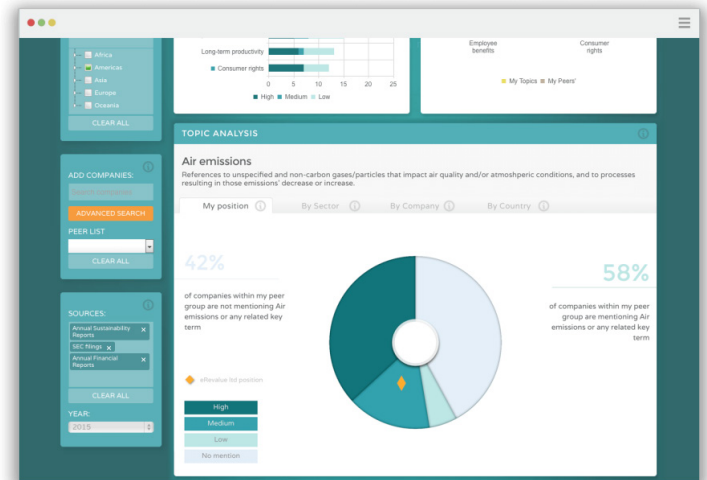 Africa
Americas
Asia
Europe
Oceania
CLEAR ALL
Long-term productivity
Consumer rights
0 5 10 15 20 25
High Medium Low
Employee
benefits
Consumer
rights
My Topics My Peers'
ADD COMPANIES:
Search companies
ADVANCED SEARCH
PEER LIST
CLEAR ALL
SOURCES:
Annual Sustainability
Reports x
SEC filings x
Annual Financial
Reports x
CLEAR ALL
YEAR:
2015
TOPIC ANALYSIS
Air emissions
References to unspecified and non-carbon gases/particles that impact air quality and/or atmoshperic conditions, and to processes
resulting in those emissions' decrease or increase.
My position By Sector By Company By Country
42%
of companies within my peer
group are not mentioning Air
emissions or any related key
term
eRevalue list position
High
Medium
Low
No mention
58%
of companies within my peer
group are mentioning Air
emissions or any related key
term